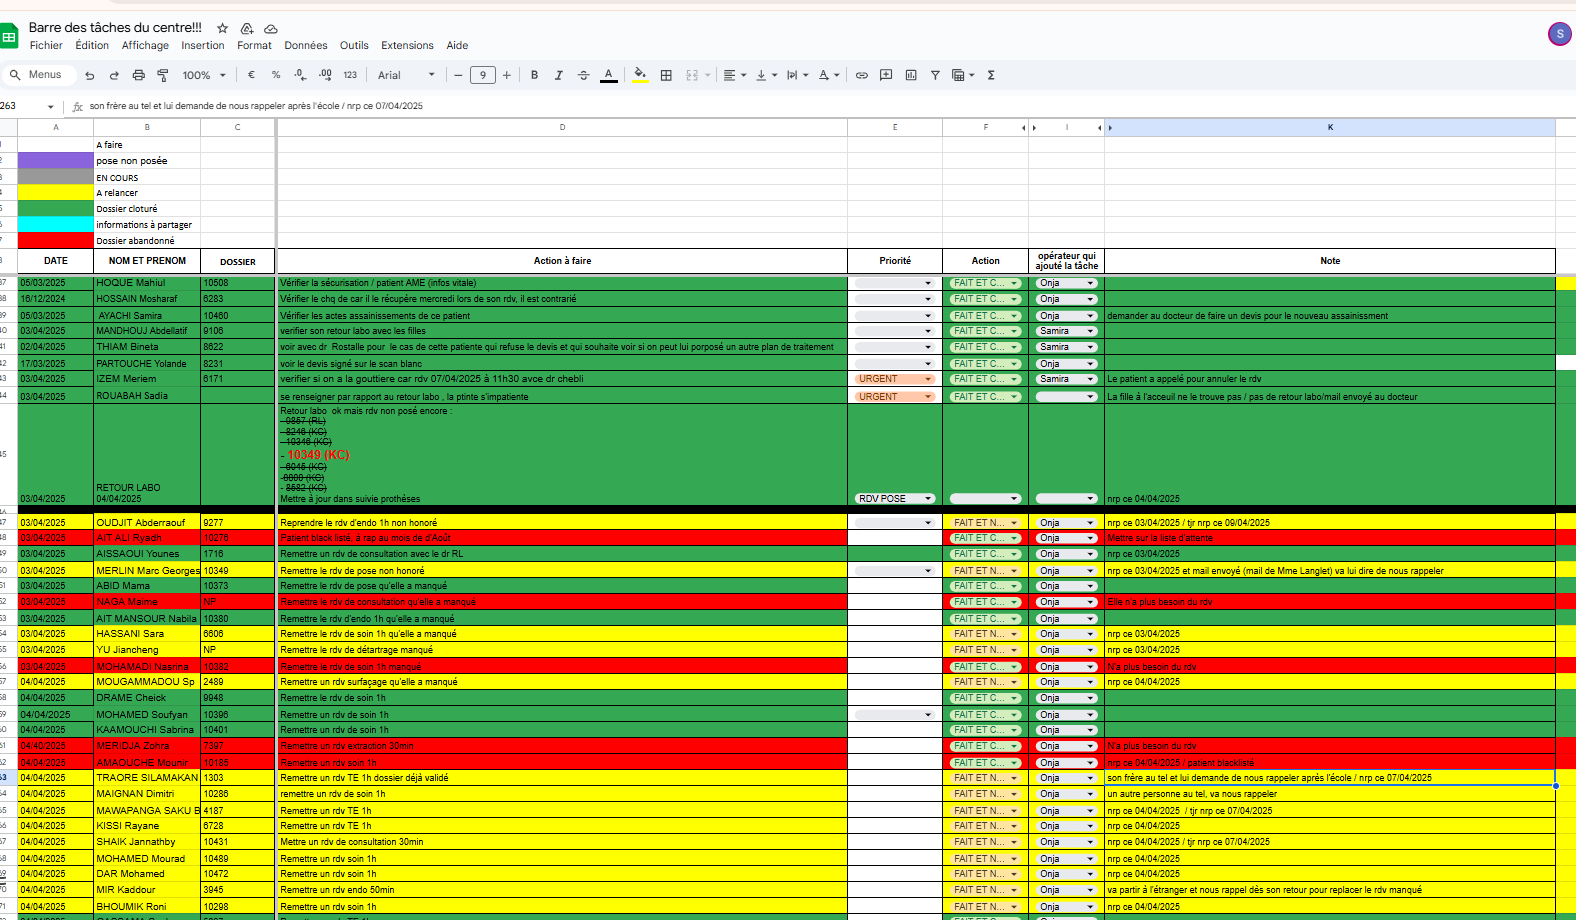 Barre des tâches du centre!!!
Fichier Édition Affichage Insertion Format Données Outils Extensions Aide
S
Menus 100% € % .0 .00 123 Arial 9 B I A
263 fx son frère au tel et lui demande de nous rappeler après l'école / nrp ce 07/04/2025
A B C D E F I K
A faire
pose non posée
EN COURS
A relancer
Dossier cloturé
informations à partager
Dossier abandonné
DATE NOM ET PRENOM DOSSIER Action à faire Priorité Action opérateur qui ajouté la tâche Note
05/03/2025 HOQUE Mahiul 10508 Vérifier la sécurisation / patient AME (infos vitale) FAIT ET C... Onja
16/12/2024 HOSSAIN Mosharaf 6283 Vérifier le chq de car il le récupère mercredi lors de son rdv, il est contrarié FAIT ET C... Onja
05/03/2025 AYACHI Samira 10460 Vérifier les actes assainissements de ce patient FAIT ET C... Onja demander au docteur de faire un devis pour le nouveau assainissment
03/04/2025 MANDHOUJ Abdellatif 9106 verifier son retour labo avec les filles FAIT ET C... Samira
02/04/2025 THIAM Bineta 8622 voir avec dr Rostalle pour le cas de cette patiente qui refuse le devis et qui souhaite voir si on peut lui porposé un autre plan de traitement FAIT ET C... Samira
17/03/2025 PARTOUCHE Yolande 8231 voir le devis signé sur le scan blanc FAIT ET C... Onja
03/04/2025 IZEM Meriem 6171 verifier si on a la gouttiere car rdv 07/04/2025 à 11h30 avce dr chebli URGENT FAIT ET C... Samira Le patient a appelé pour annuler le rdv
03/04/2025 ROUABAH Sadia se renseigner par rapport au retour labo , la ptinte s'impatiente URGENT FAIT ET C... La fille à l'acceuil ne le trouve pas / pas de retour labo/mail envoyé au docteur
Retour labo ok mais rdv non posé encore :
- 9857 (RL)
- 8246 (KC)
- 10346 (KC)
- 10349 (KC)
- 6045 (KC)
- 8582 (KC)
03/04/2025 RETOUR LABO 04/04/2025 Mettre à jour dans suivie prothèses RDV POSE nrp ce 04/04/2025
03/04/2025 OUDJIT Abderraouf 9277 Reprendre le rdv d'endo 1h non honoré FAIT ET N... Onja nrp ce 03/04/2025 / tjr nrp ce 09/04/2025
03/04/2025 AIT ALI Ryadh 10276 Patient black listé, à rap au mois de d'Août FAIT ET C... Onja Mettre sur la liste d'attente
03/04/2025 AISSAOUI Younes 1716 Remettre un rdv de consultation avec le dr RL FAIT ET C... Onja nrp ce 03/04/2025
03/04/2025 MERLIN Marc Georges 10349 Remettre le rdv de pose non honoré FAIT ET N... Onja nrp ce 03/04/2025 et mail envoyé (mail de Mme Langlet) va lui dire de nous rappeler
03/04/2025 ABID Mama 10373 Remettre le rdv de pose qu'elle a manqué FAIT ET C... Onja
03/04/2025 NAGA Maime NP Remettre le rdv de consultation qu'elle a manqué FAIT ET C... Onja Elle n'a plus besoin du rdv
03/04/2025 AIT MANSOUR Nabila 10380 Remettre le rdv d'endo 1h qu'elle a manqué FAIT ET C... Onja
03/04/2025 HASSANI Sara 6606 Remettre le rdv de soin 1h qu'elle a manqué FAIT ET N... Onja nrp ce 03/04/2025
03/04/2025 YU Jiancheng NP Remettre le rdv de détartrage manqué FAIT ET N... Onja nrp ce 03/04/2025
03/04/2025 MOHAMADI Nasrina 10382 Remettre le rdv de soin 1h manqué FAIT ET C... Onja N'a plus besoin du rdv
04/04/2025 MOUGAMMADOU Sp 2489 Remettre un rdv surfaçage qu'elle a manqué FAIT ET N... Onja nrp ce 04/04/2025
04/04/2025 DRAME Cheick 9948 Remettre le rdv de soin 1h FAIT ET C... Onja
04/04/2025 MOHAMED Soufyan 10396 Remettre un rdv de soin 1h FAIT ET C... Onja
04/04/2025 KAAMOUCHI Sabrina 10401 Remettre un rdv de soin 1h FAIT ET C... Onja
04/40/2025 MERIDJA Zohra 7397 Remettre un rdv extraction 30min FAIT ET C... Onja N'a plus besoin du rdv
04/04/2025 AMAOUCHE Mounir 10185 Remettre un rdv soin 1h FAIT ET C... Onja nrp ce 04/04/2025 / patient blacklisté
04/04/2025 TRAORE SILAMAKAN 1303 Remettre un rdv TE 1h dossier déjà validé FAIT ET N... Onja son frère au tel et lui demande de nous rappeler après l'école / nrp ce 07/04/2025
04/04/2025 MAIGNAN Dimitri 10286 remettre un rdv de soin 1h FAIT ET N... Onja un autre personne au tel, va nous rappeler
04/04/2025 MAWAPANGA SAKU B 4187 Remettre un rdv TE 1h FAIT ET N... Onja nrp ce 04/04/2025 / tjr nrp ce 07/04/2025
04/04/2025 KISSI Rayane 6728 Remettre un rdv TE 1h FAIT ET N... Onja nrp ce 04/04/2025
04/04/2025 SHAIK Jannathby 10431 Mettre un rdv de consultation 30min FAIT ET N... Onja nrp ce 04/04/2025 / tjr nrp ce 07/04/2025
04/04/2025 MOHAMED Mourad 10489 Remettre un rdv soin 1h FAIT ET N... Onja nrp ce 04/04/2025
04/04/2025 DAR Mohamed 10472 Remettre un rdv soin 1h FAIT ET N... Onja nrp ce 04/04/2025
04/04/2025 MIR Kaddour 3945 Remettre un rdv endo 50min FAIT ET N... Onja va partir à l'étranger et nous rappel dès son retour pour replacer le rdv manqué
04/04/2025 BHOUMIK Roni 10298 Remettre un rdv soin 1h FAIT ET N... Onja nrp ce 04/04/2025